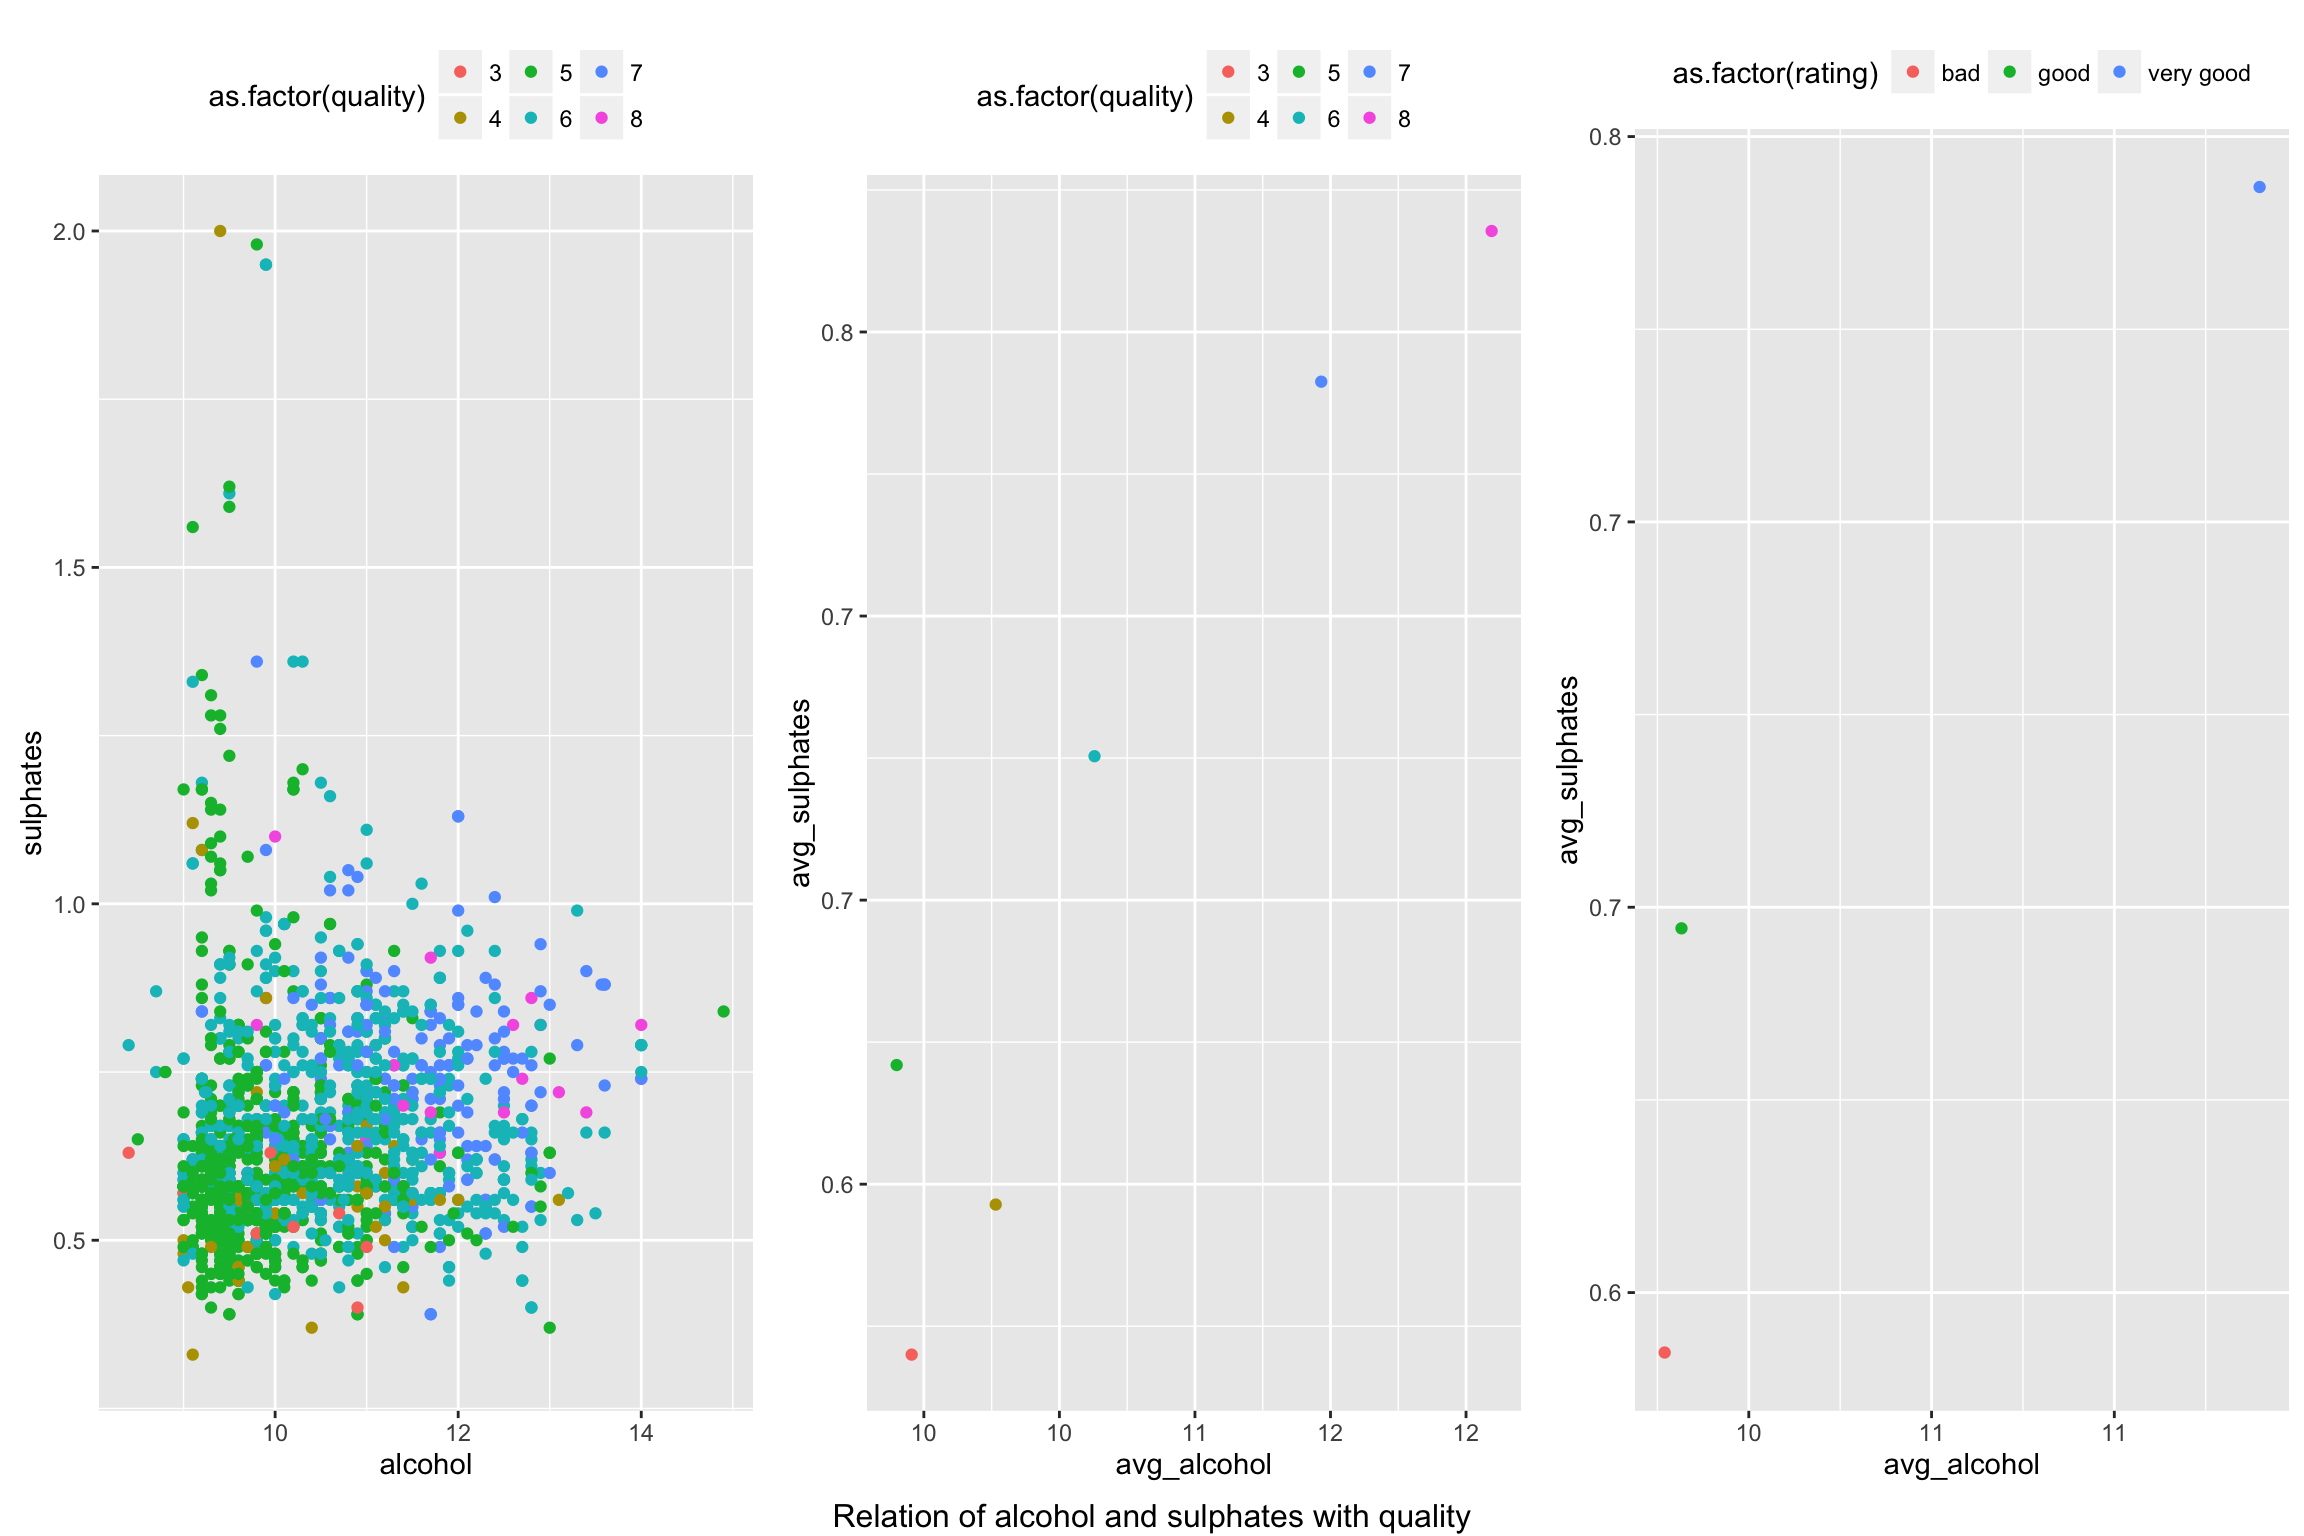 as.factor(quality) 3 5 7
4 6 8
2.0
1.5
1.0
0.5
sulphates
10 12 14
alcohol
as.factor(quality) 3 5 7
4 6 8
0.8
0.7
0.7
0.6
avg_sulphates
10 10 11 12 12
avg_alcohol
as.factor(rating) bad good very good
0.8
0.7
0.7
0.6
avg_sulphates
10 11 11
avg_alcohol
Relation of alcohol and sulphates with quality